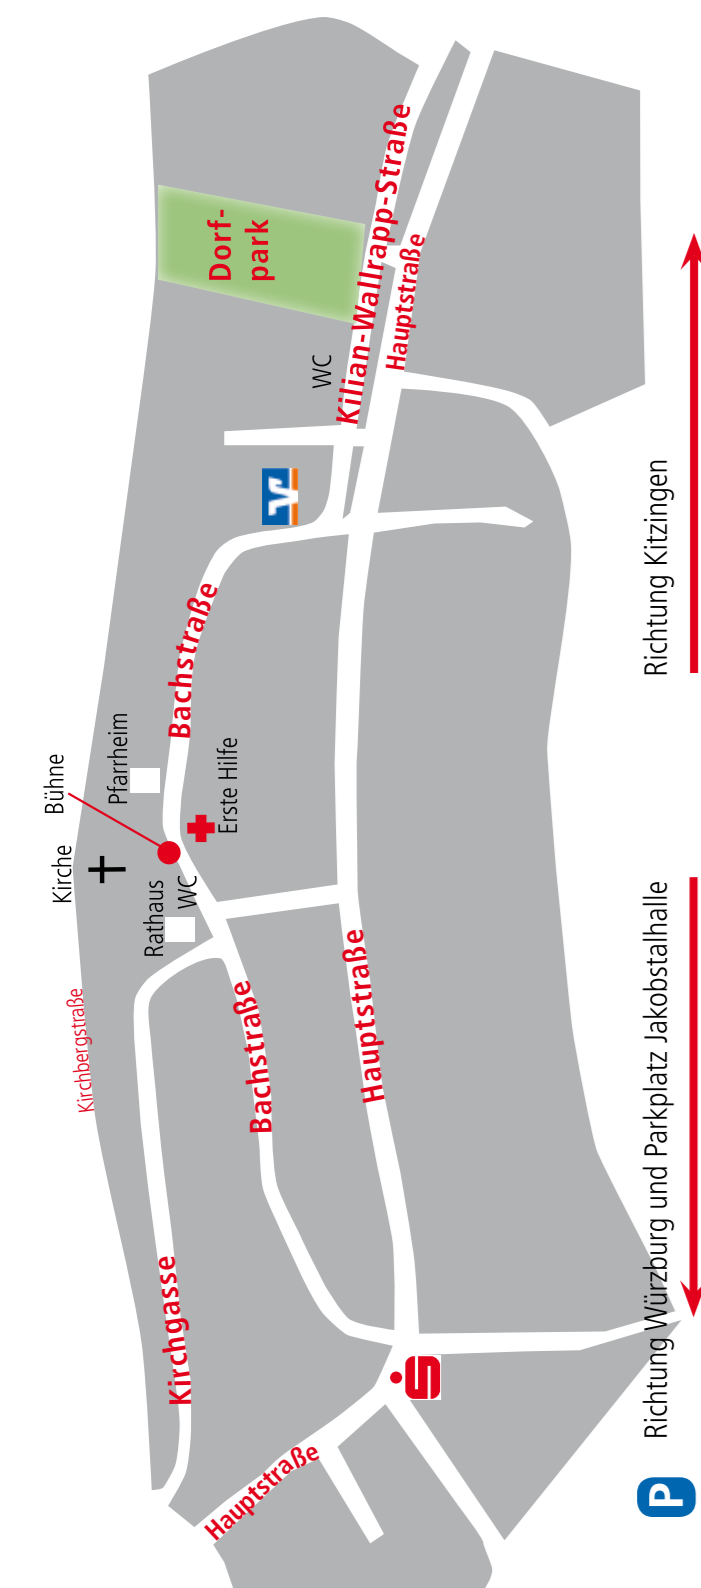 Dorf-
park
Kilian-Wallrapp-Straße
Hauptstraße
WC
Bachstraße
Richtung Kitzingen
Bühne
Pfarrheim
Erste Hilfe
Kirche
Rathaus
WC
Kirchbergstraße
Bachstraße
Hauptstraße
Kirchgasse
Hauptstraße
Richtung Würzburg und Parkplatz Jakobstalhalle
P